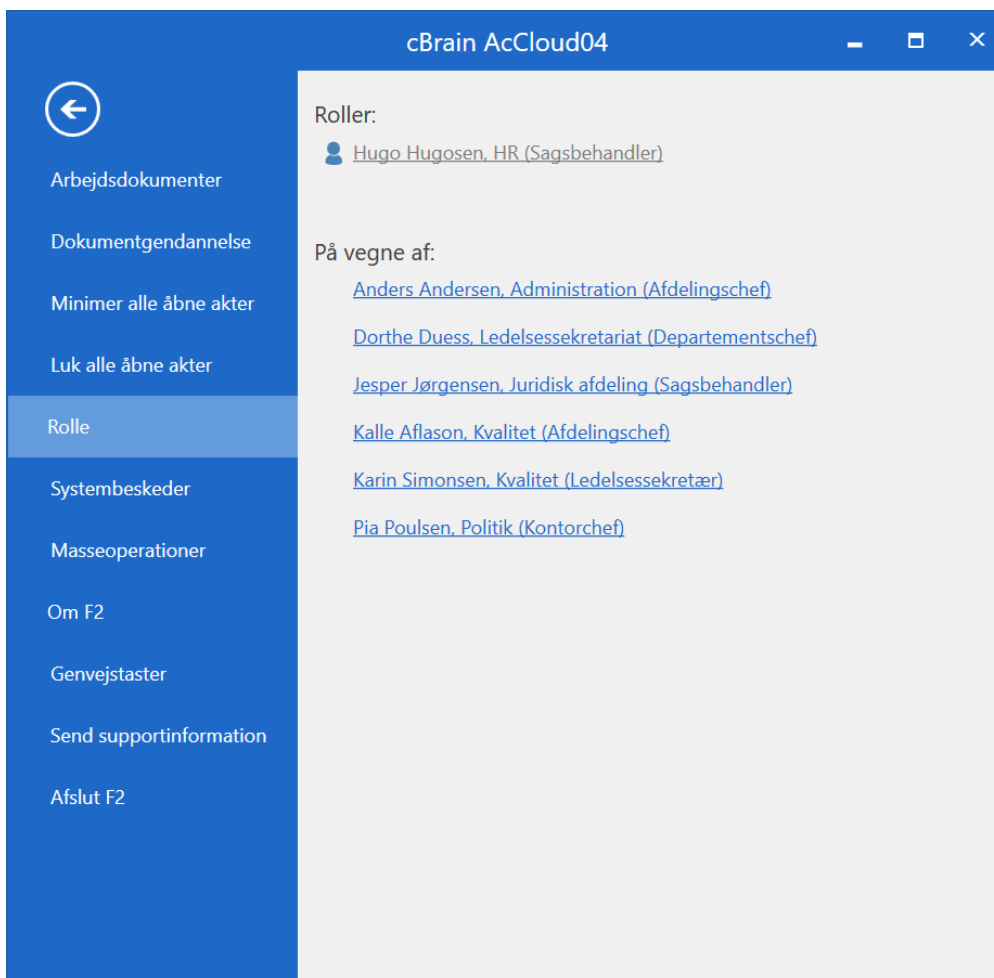 cBrain AcCloud04
Arbejdsdokumenter
Dokumentgendannelse
Minimer alle åbne akter
Luk alle åbne akter
Rolle
Systembeskeder
Masseoperationer
Om F2
Genvejstaster
Send supportinformation
Afslut F2
Roller:
Hugo Hugosen, HR (Sagsbehandler)
På vegne af:
Anders Andersen, Administration (Afdelingschef)
Dorthe Duess, Ledelsessekretariat (Departementschef)
Jesper Jørgensen, Juridisk afdeling (Sagsbehandler)
Kalle Aflason, Kvalitet (Afdelingschef)
Karin Simonsen, Kvalitet (Ledelsessekretær)
Pia Poulsen, Politik (Kontorchef)